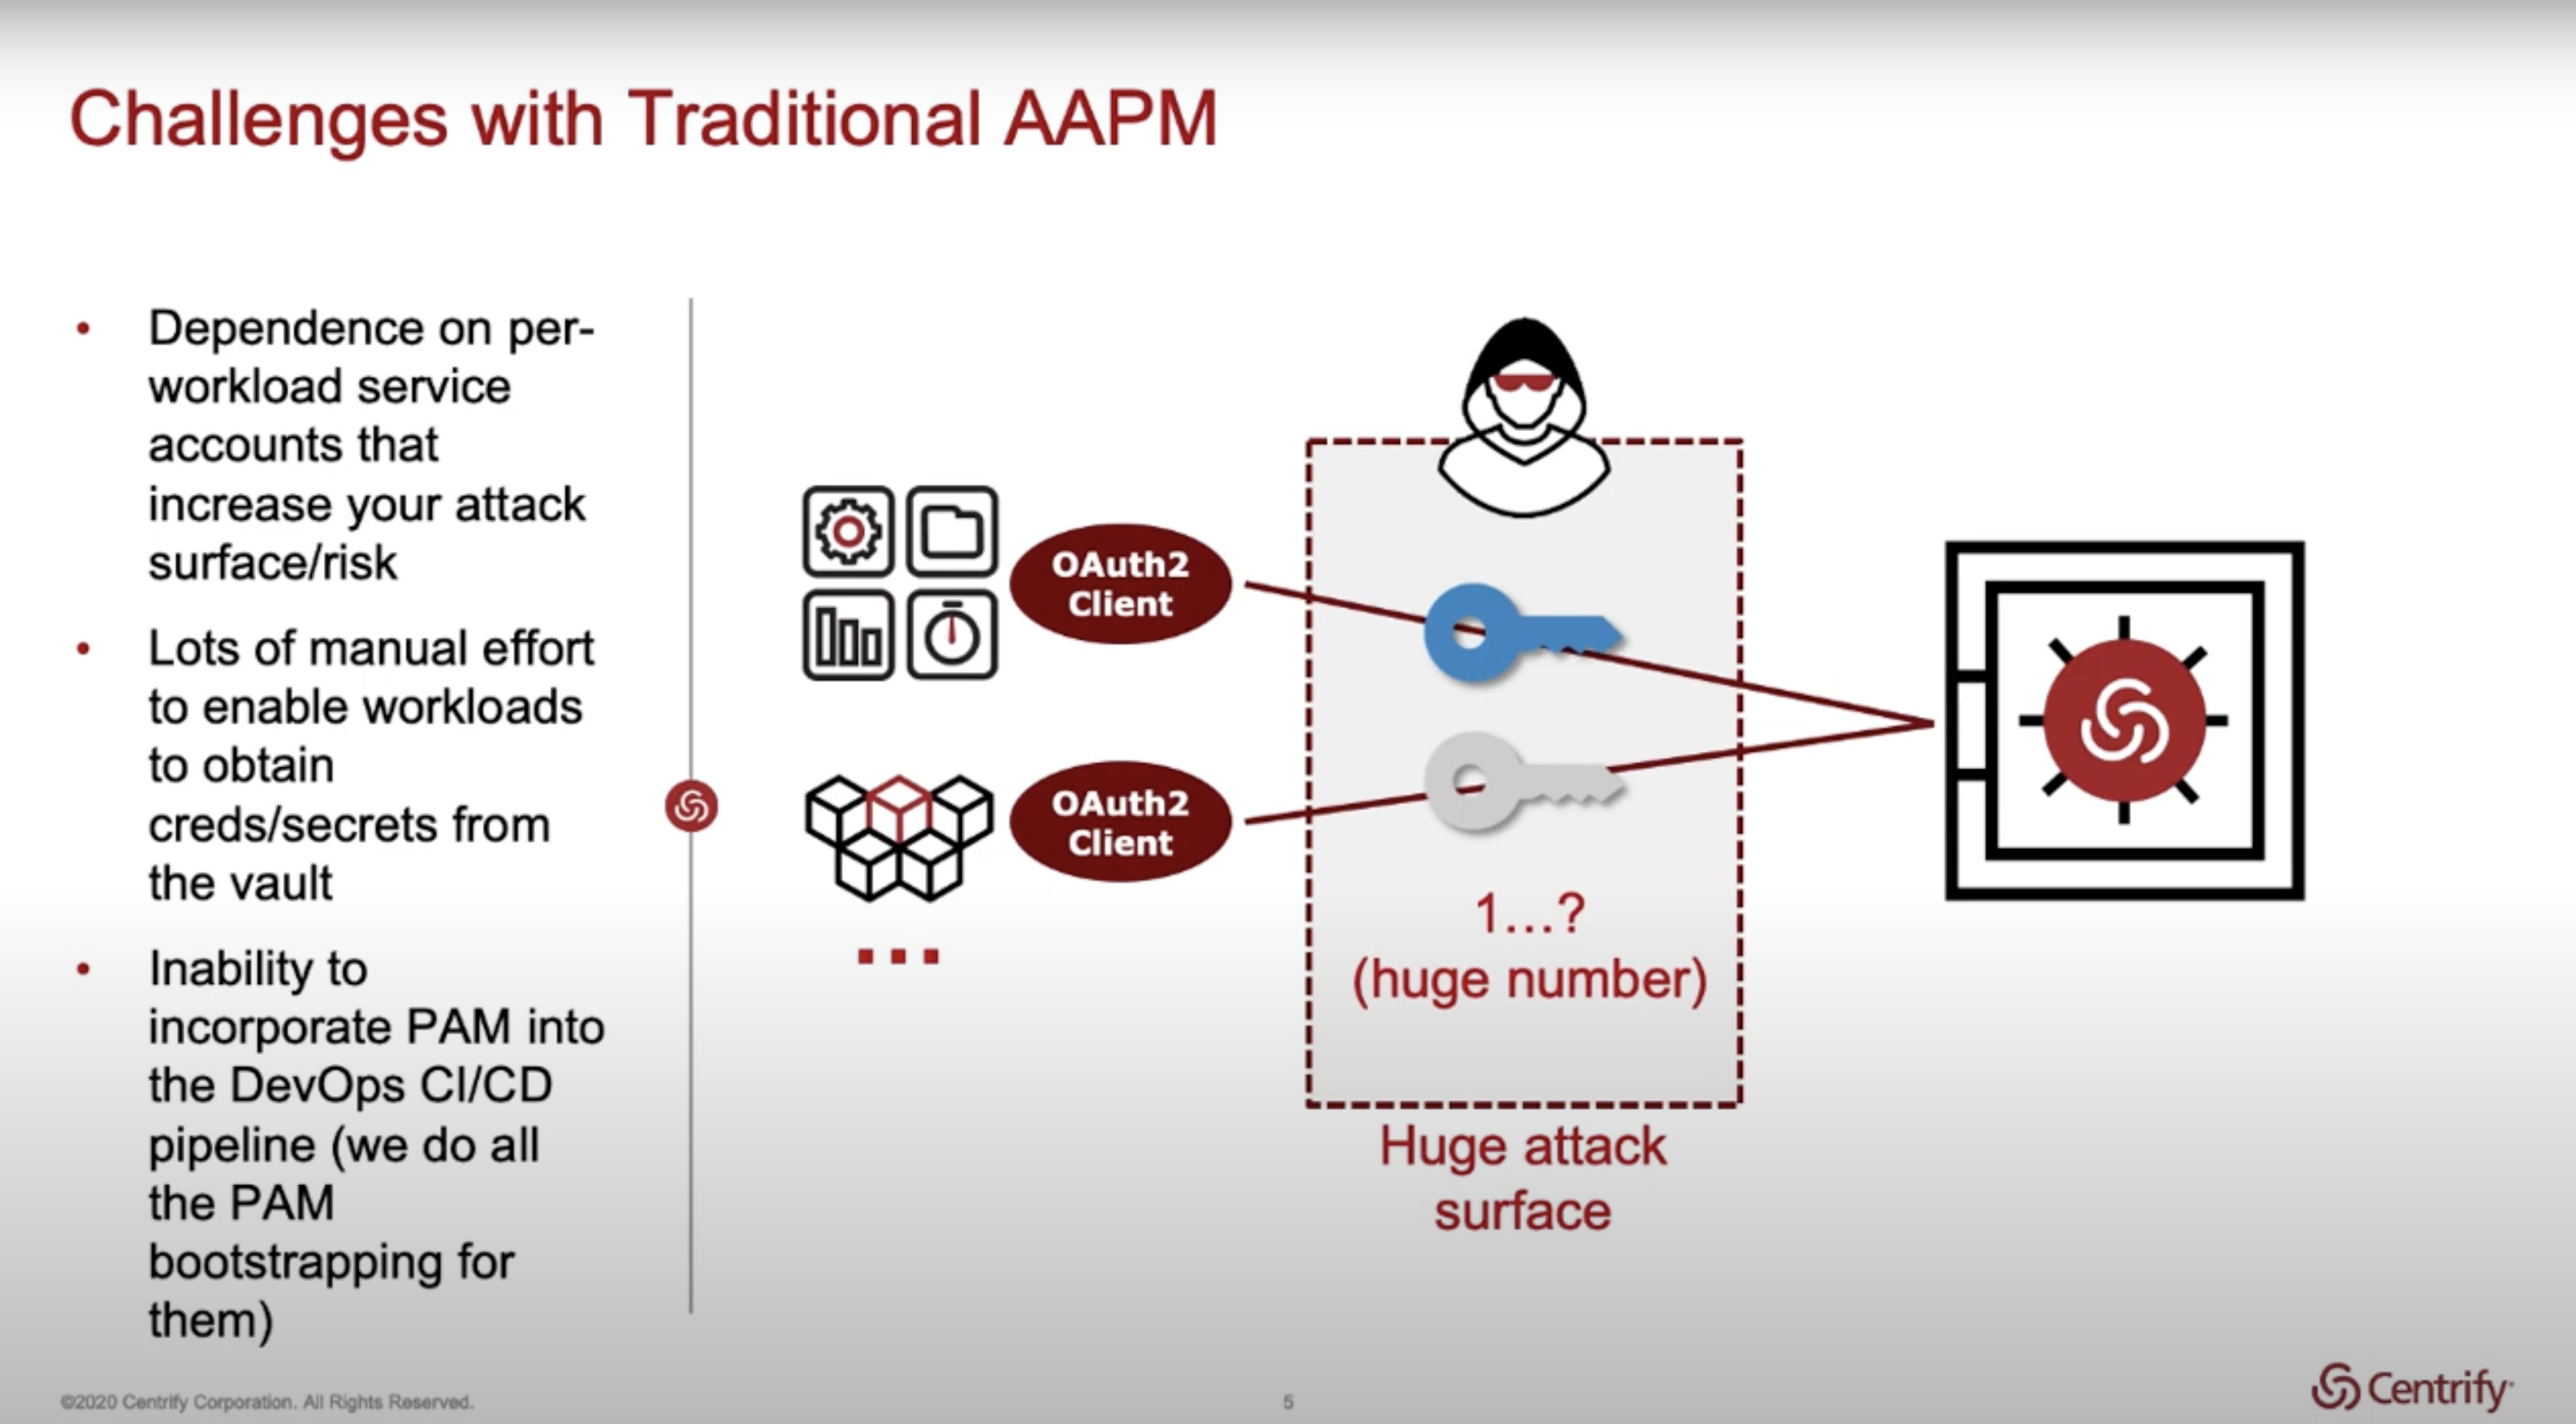 Challenges with Traditional AAPM
• Dependence on per-
workload service
accounts that
increase your attack
surface/risk
• Lots of manual effort
to enable workloads
to obtain
creds/secrets from
the vault
• Inability to
incorporate PAM into
the DevOps CI/CD
pipeline (we do all
the PAM
bootstrapping for
them)
OAuth2
Client
OAuth2
Client
1...?
(huge number)
Huge attack
surface
©2020 Centrify Corporation. All Rights Reserved.
5
Centrify